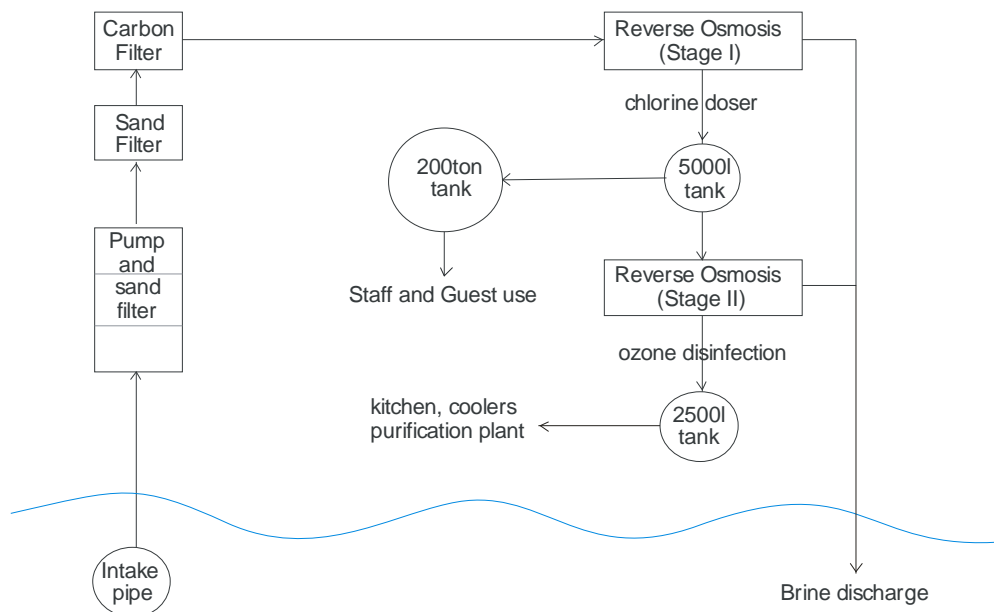 Carbon
Filter
Reverse Osmosis
(Stage I)
chlorine doser
Sand
Filter
200ton
tank
5000l
tank
Pump
and
sand
filter
Staff and Guest use
Reverse Osmosis
(Stage II)
ozone disinfection
kitchen, coolers
purification plant
2500l
tank
Intake
pipe
Brine discharge